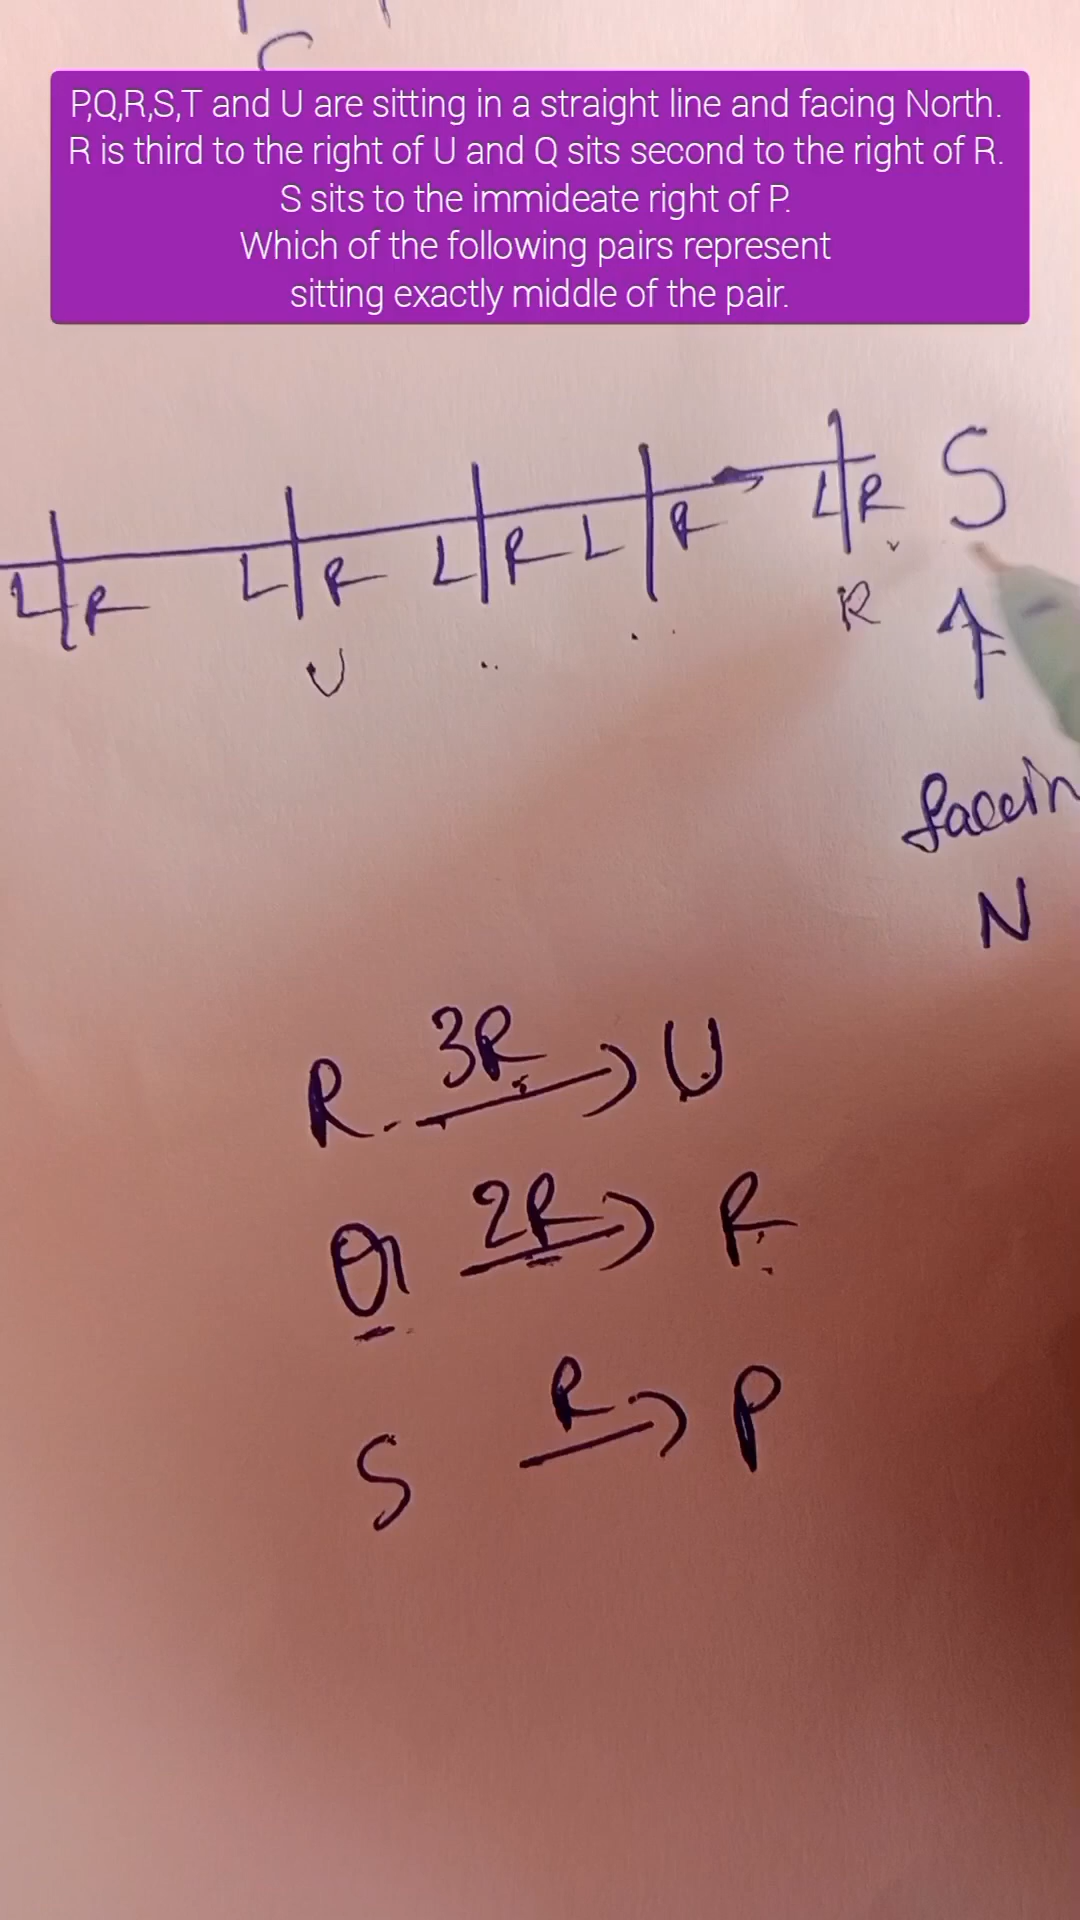 C
P,Q,R,S,T and U are sitting in a straight line and facing North.
R is third to the right of U and Q sits second to the right of R.
S sits to the immideate right of P.
Which of the following pairs represent
sitting exactly middle of the pair.
L R L R L R L R L R S
U R
N
R 3R U
Q 2R R
S R P